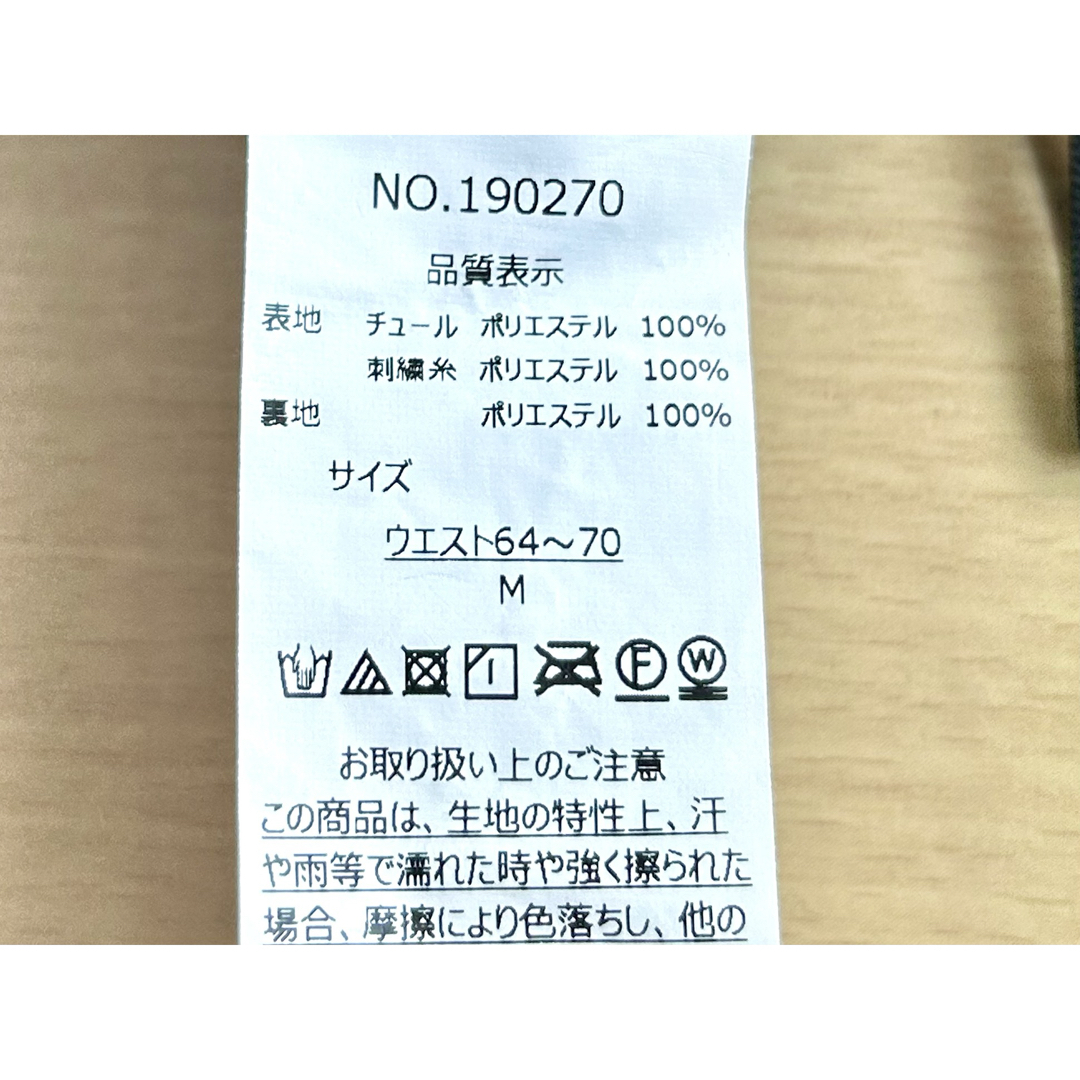 NO.190270
品質表示
表地 チュール ポリエステル 100%
刺繍糸 ポリエステル 100%
裏地 ポリエステル 100%
サイズ
ウエスト64～70
M
F W
お取り扱い上のご注意
この商品は、生地の特性上、汗
や雨等で濡れた時や強く擦られた
場合、摩擦により色落ちし、他の